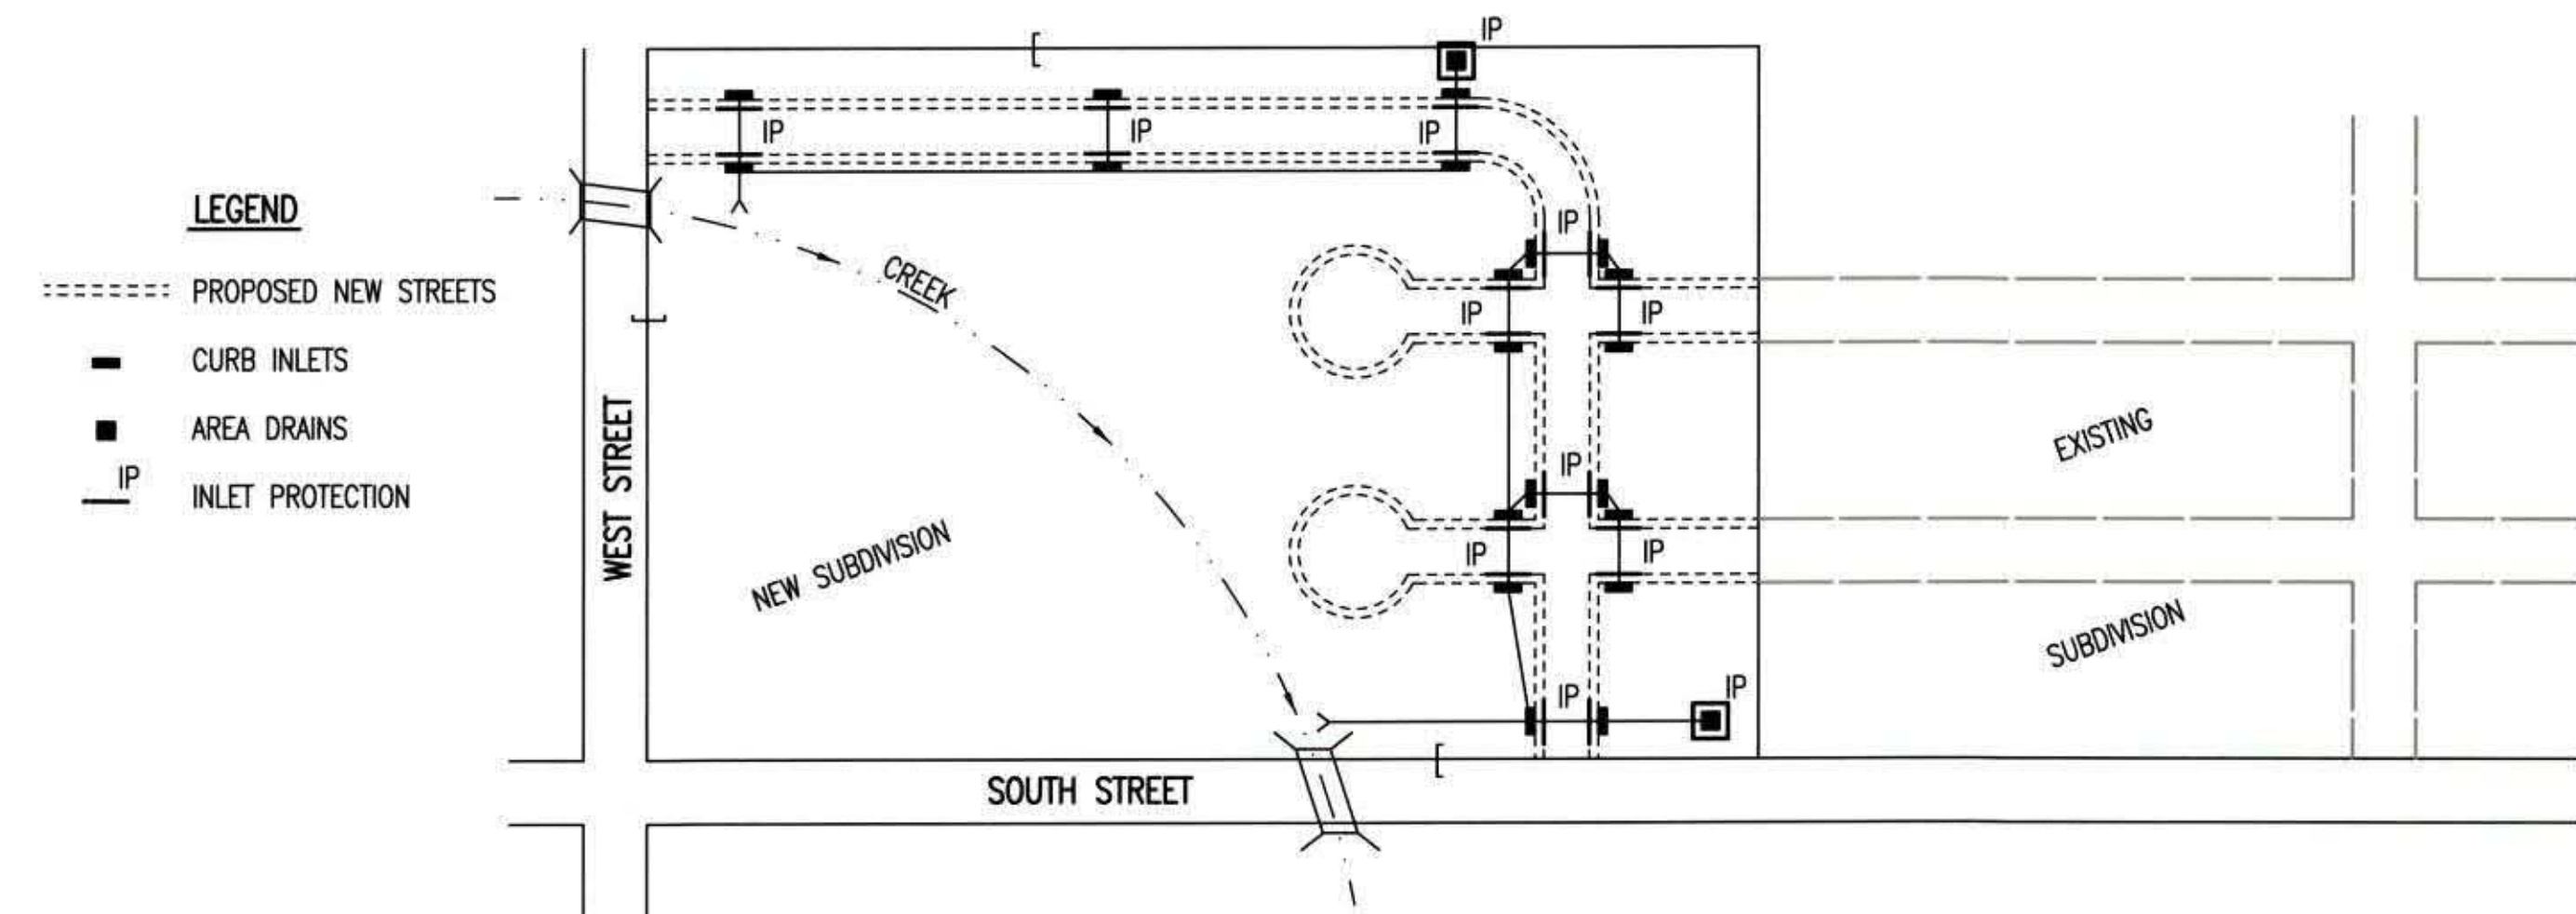 LEGEND
PROPOSED NEW STREETS
CURB INLETS
AREA DRAINS
IP
INLET PROTECTION
IP
IP
IP
IP
IP
IP
IP
IP
IP
IP
IP
IP
CREEK
WEST STREET
NEW SUBDIVISION
EXISTING
SUBDIVISION
SOUTH STREET